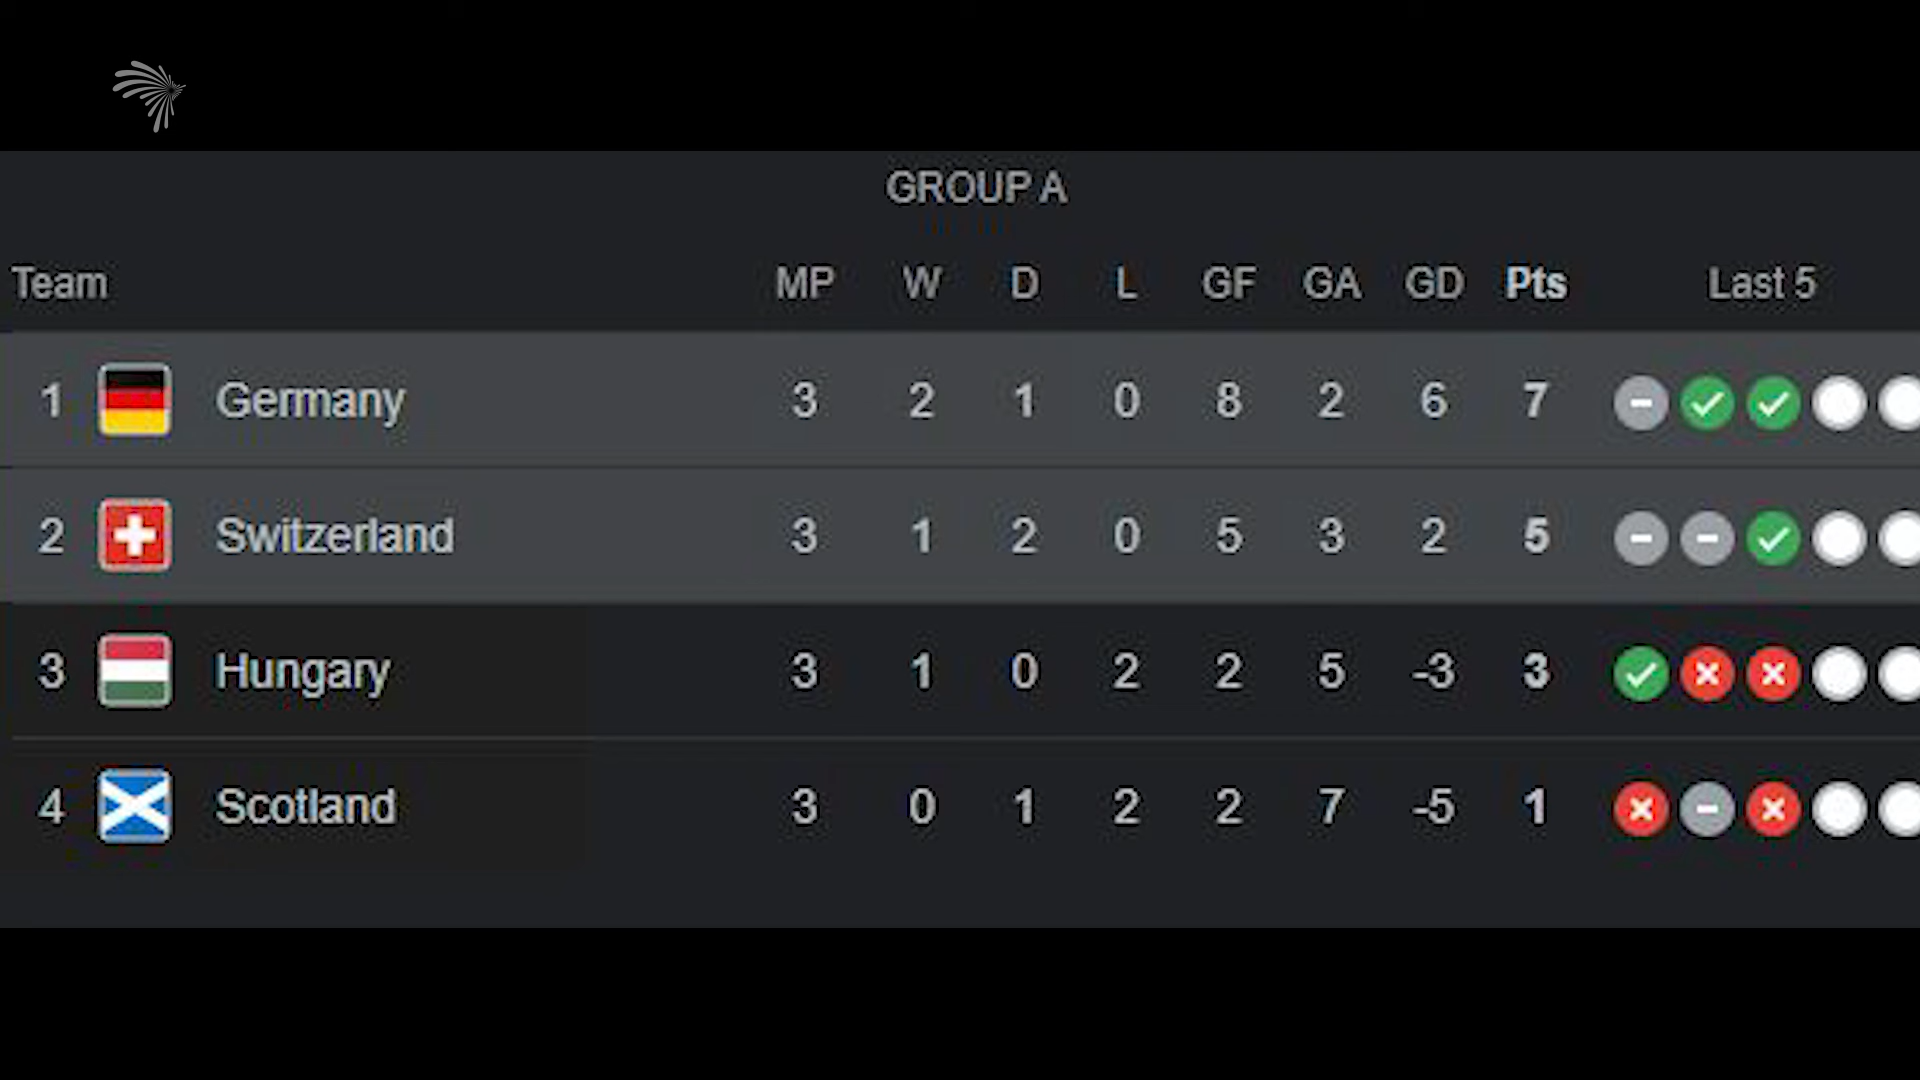 GROUP A
Team MP W D L GF GA GD Pts Last 5
1 Germany 3 2 1 0 8 2 6 7
2 Switzerland 3 1 2 0 5 3 2 5
3 Hungary 3 1 0 2 2 5 -3 3
4 Scotland 3 0 1 2 2 7 -5 1